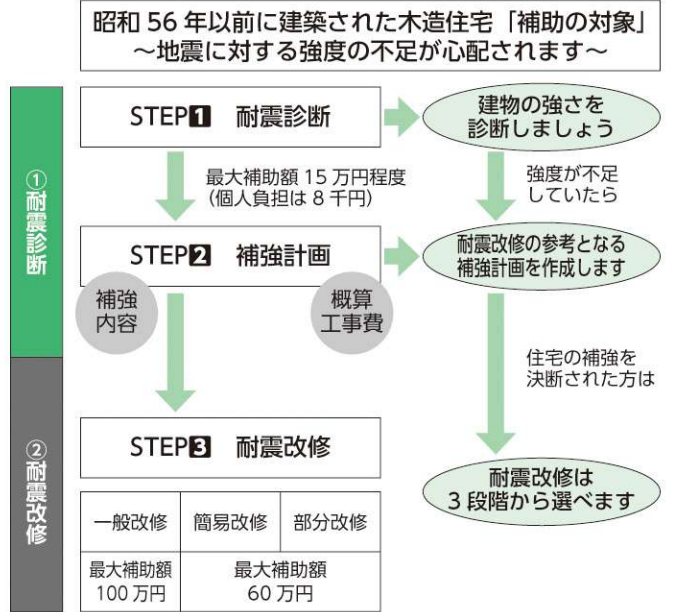 昭和 56 年以前に建築された木造住宅「補助の対象」
～地震に対する強度の不足が心配されます～
①耐震診断
STEP1 耐震診断
建物の強さを
診断しましょう
最大補助額 15 万円程度
（個人負担は 8 千円）
強度が不足
していたら
STEP2 補強計画
耐震改修の参考となる
補強計画を作成します
補強
内容
概算
工事費
住宅の補強を
決断された方は
②耐震改修
STEP3 耐震改修
耐震改修は
3 段階から選べます
一般改修 簡易改修 部分改修
最大補助額
100 万円
最大補助額
60 万円